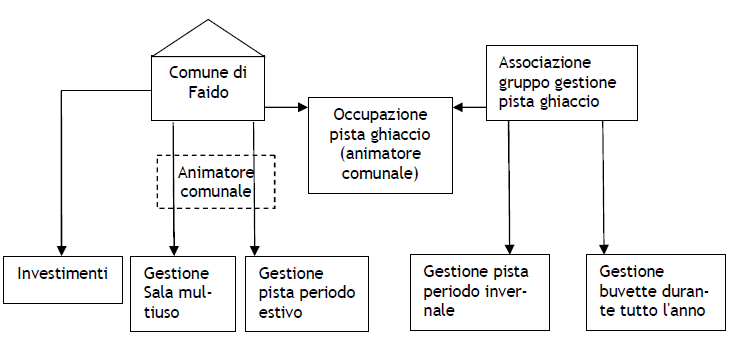 Comune di
Faido
Associazione
gruppo gestione
pista ghiaccio
Occupazione
pista ghiaccio
(animatore
comunale)
Animatore
comunale
Investimenti
Gestione
Sala mul-
tiuso
Gestione
pista periodo
estivo
Gestione pista
periodo inver-
nale
Gestione
buvette duran-
te tutto l'anno